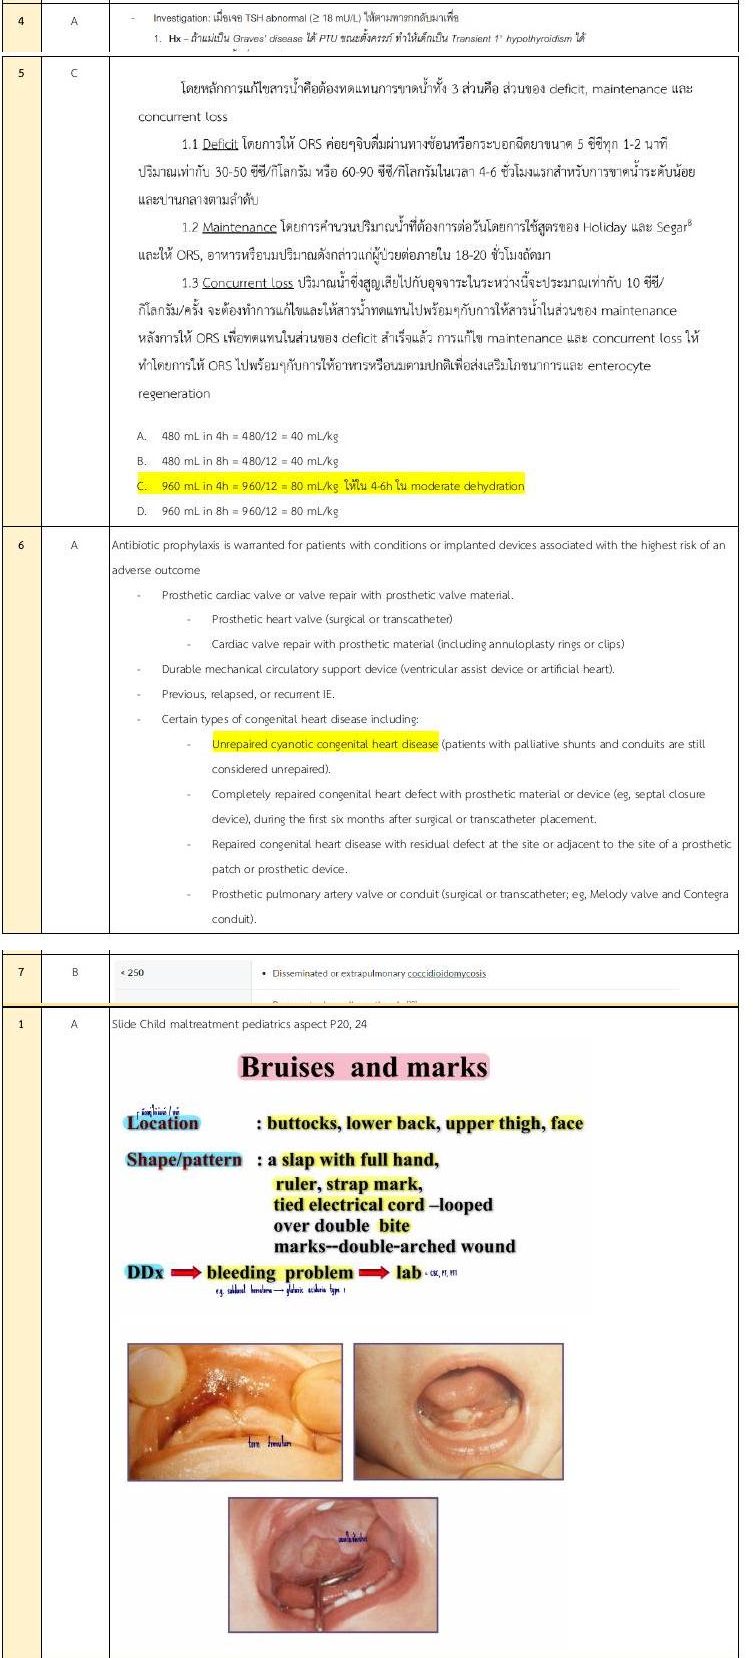 4
A
- Investigation: เมื่อเจอ TSH abnormal (≥ 18 mU/L) ให้ตามทารกกลับมาเพื่อ
1. Hx – ถ้าแม่เป็น Graves' disease ได้ PTU ขณะตั้งครรภ์ ทำให้เด็กเป็น Transient 1° hypothyroidism ได้
5
C
โดยหลักการแก้ไขสารน้ำคือต้องทดแทนการขาดน้ำทั้ง 3 ส่วนคือ ส่วนของ deficit, maintenance และ
concurrent loss
1.1 Deficit โดยการให้ ORS ค่อยๆจิบดื่มผ่านทางช้อนหรือกระบอกฉีดยาขนาด 5 ซีซีทุก 1-2 นาที
ปริมาณเท่ากับ 30-50 ซีซี/กิโลกรัม หรือ 60-90 ซีซี/กิโลกรัมในเวลา 4-6 ชั่วโมงแรกสำหรับการขาดน้ำระดับน้อย
และปานกลางตามลำดับ
1.2 Maintenance โดยการคำนวนปริมาณน้ำที่ต้องการต่อวันโดยการใช้สูตรของ Holiday และ Segar⁸
และให้ ORS, อาหารหรือนมปริมาณดังกล่าวแก่ผู้ป่วยต่อภายใน 18-20 ชั่วโมงถัดมา
1.3 Concurrent loss ปริมาณน้ำซึ่งสูญเสียไปกับอุจจาระในระหว่างนี้จะประมาณเท่ากับ 10 ซีซี/
กิโลกรัม/ครั้ง จะต้องทำการแก้ไขและให้สารน้ำทดแทนไปพร้อมๆกับการให้สารน้ำในส่วนของ maintenance
หลังการให้ ORS เพื่อทดแทนในส่วนของ deficit สำเร็จแล้ว การแก้ไข maintenance และ concurrent loss ให้
ทำโดยการให้ ORS ไปพร้อมๆกับการให้อาหารหรือนมตามปกติเพื่อส่งเสริมโภชนาการและ enterocyte
regeneration
A. 480 mL in 4h = 480/12 = 40 mL/kg
B. 480 mL in 8h = 480/12 = 40 mL/kg
C. 960 mL in 4h = 960/12 = 80 mL/kg ให้ใน 4-6h ใน moderate dehydration
D. 960 mL in 8h = 960/12 = 80 mL/kg
6
A
Antibiotic prophylaxis is warranted for patients with conditions or implanted devices associated with the highest risk of an
adverse outcome
- Prosthetic cardiac valve or valve repair with prosthetic valve material.
- Prosthetic heart valve (surgical or transcatheter)
- Cardiac valve repair with prosthetic material (including annuloplasty rings or clips)
- Durable mechanical circulatory support device (ventricular assist device or artificial heart).
- Previous, relapsed, or recurrent IE.
- Certain types of congenital heart disease including:
- Unrepaired cyanotic congenital heart disease (patients with palliative shunts and conduits are still
considered unrepaired).
- Completely repaired congenital heart defect with prosthetic material or device (eg, septal closure
device), during the first six months after surgical or transcatheter placement.
- Repaired congenital heart disease with residual defect at the site or adjacent to the site of a prosthetic
patch or prosthetic device.
- Prosthetic pulmonary artery valve or conduit (surgical or transcatheter; eg, Melody valve and Contegra
conduit).
7
B
< 250
• Disseminated or extrapulmonary coccidioidomycosis
1
A
Slide Child maltreatment pediatrics aspect P20, 24
Bruises and marks
Location : buttocks, lower back, upper thigh, face
Shape/pattern : a slap with full hand,
ruler, strap mark,
tied electrical cord –looped
over double bite
marks--double-arched wound
DDx bleeding problem lab - CBC, PT, PTT
e.g. subdural hematoma → glutaric aciduria type 1
torn frenulum